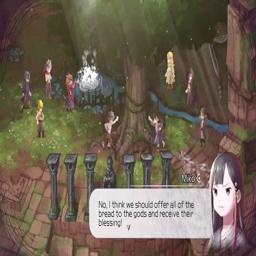 Miko
No, I think we should offer all of the
bread to the gods and receive their
blessing!